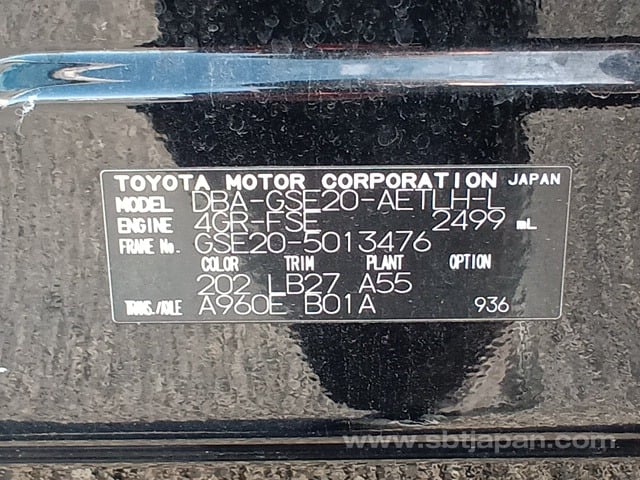 TOYOTA MOTOR CORPORATION JAPAN
MODEL DBA-GSE20-AETLH-L
ENGINE 4GR-FSE 2499 mL
FRAME No. GSE20-5013476
COLOR TRIM PLANT OPTION
202 LB27 A55
TRANS./AXLE A960E B01A 936
www.sbtjapan.com